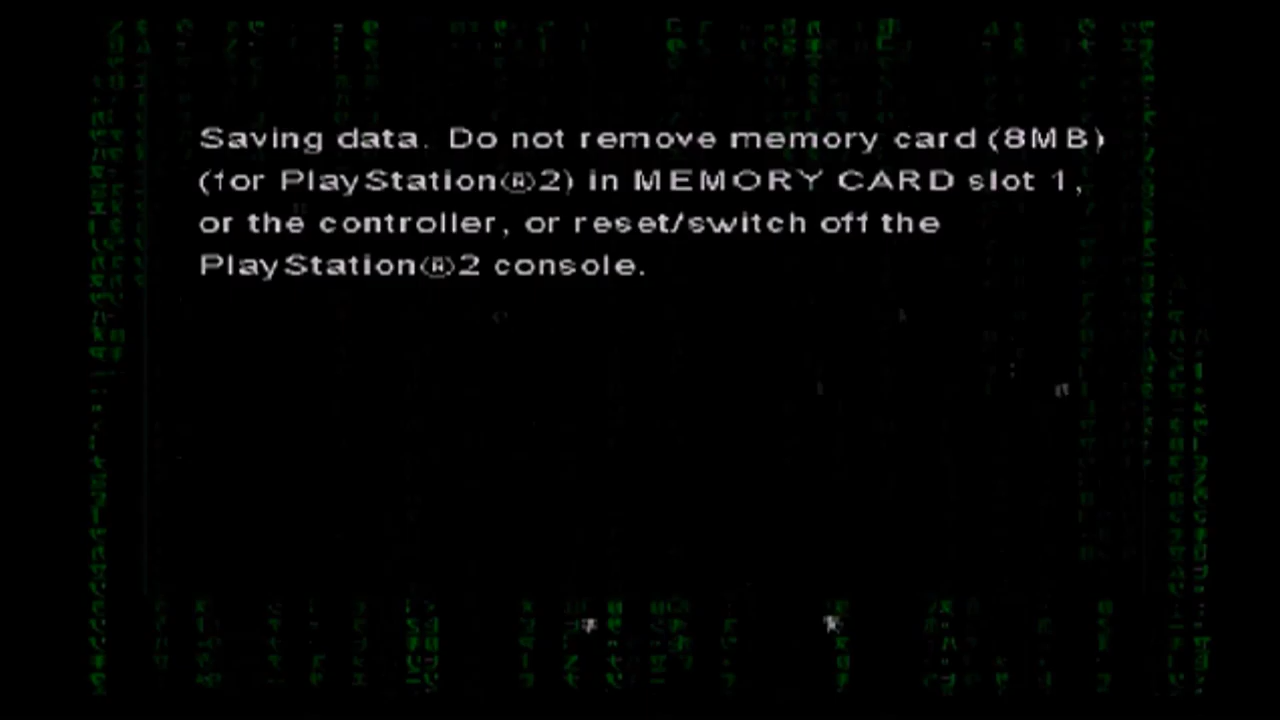 Saving data. Do not remove memory card (8MB)
(for PlayStation®2) in MEMORY CARD slot 1,
or the controller, or reset/switch off the
PlayStation®2 console.